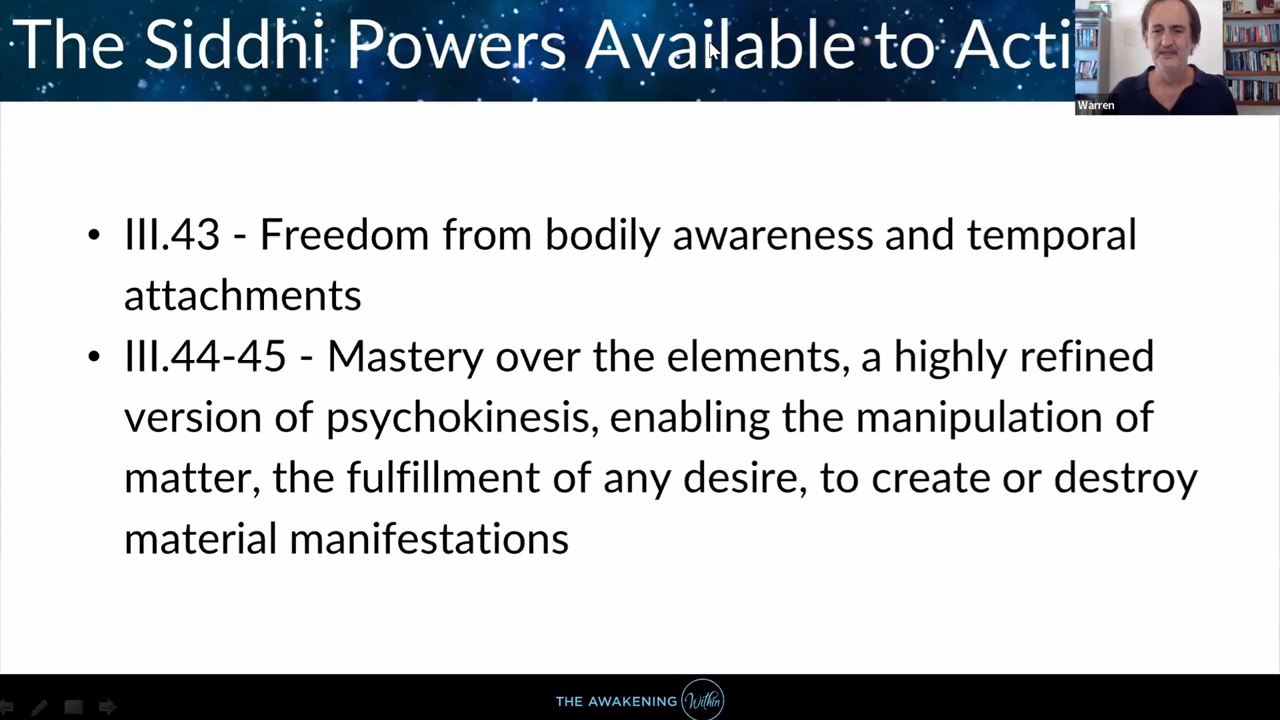 The Siddhi Powers Available to Acti
Warren
• III.43 - Freedom from bodily awareness and temporal
attachments
• III.44-45 - Mastery over the elements, a highly refined
version of psychokinesis, enabling the manipulation of
matter, the fulfillment of any desire, to create or destroy
material manifestations
THE AWAKENING Within